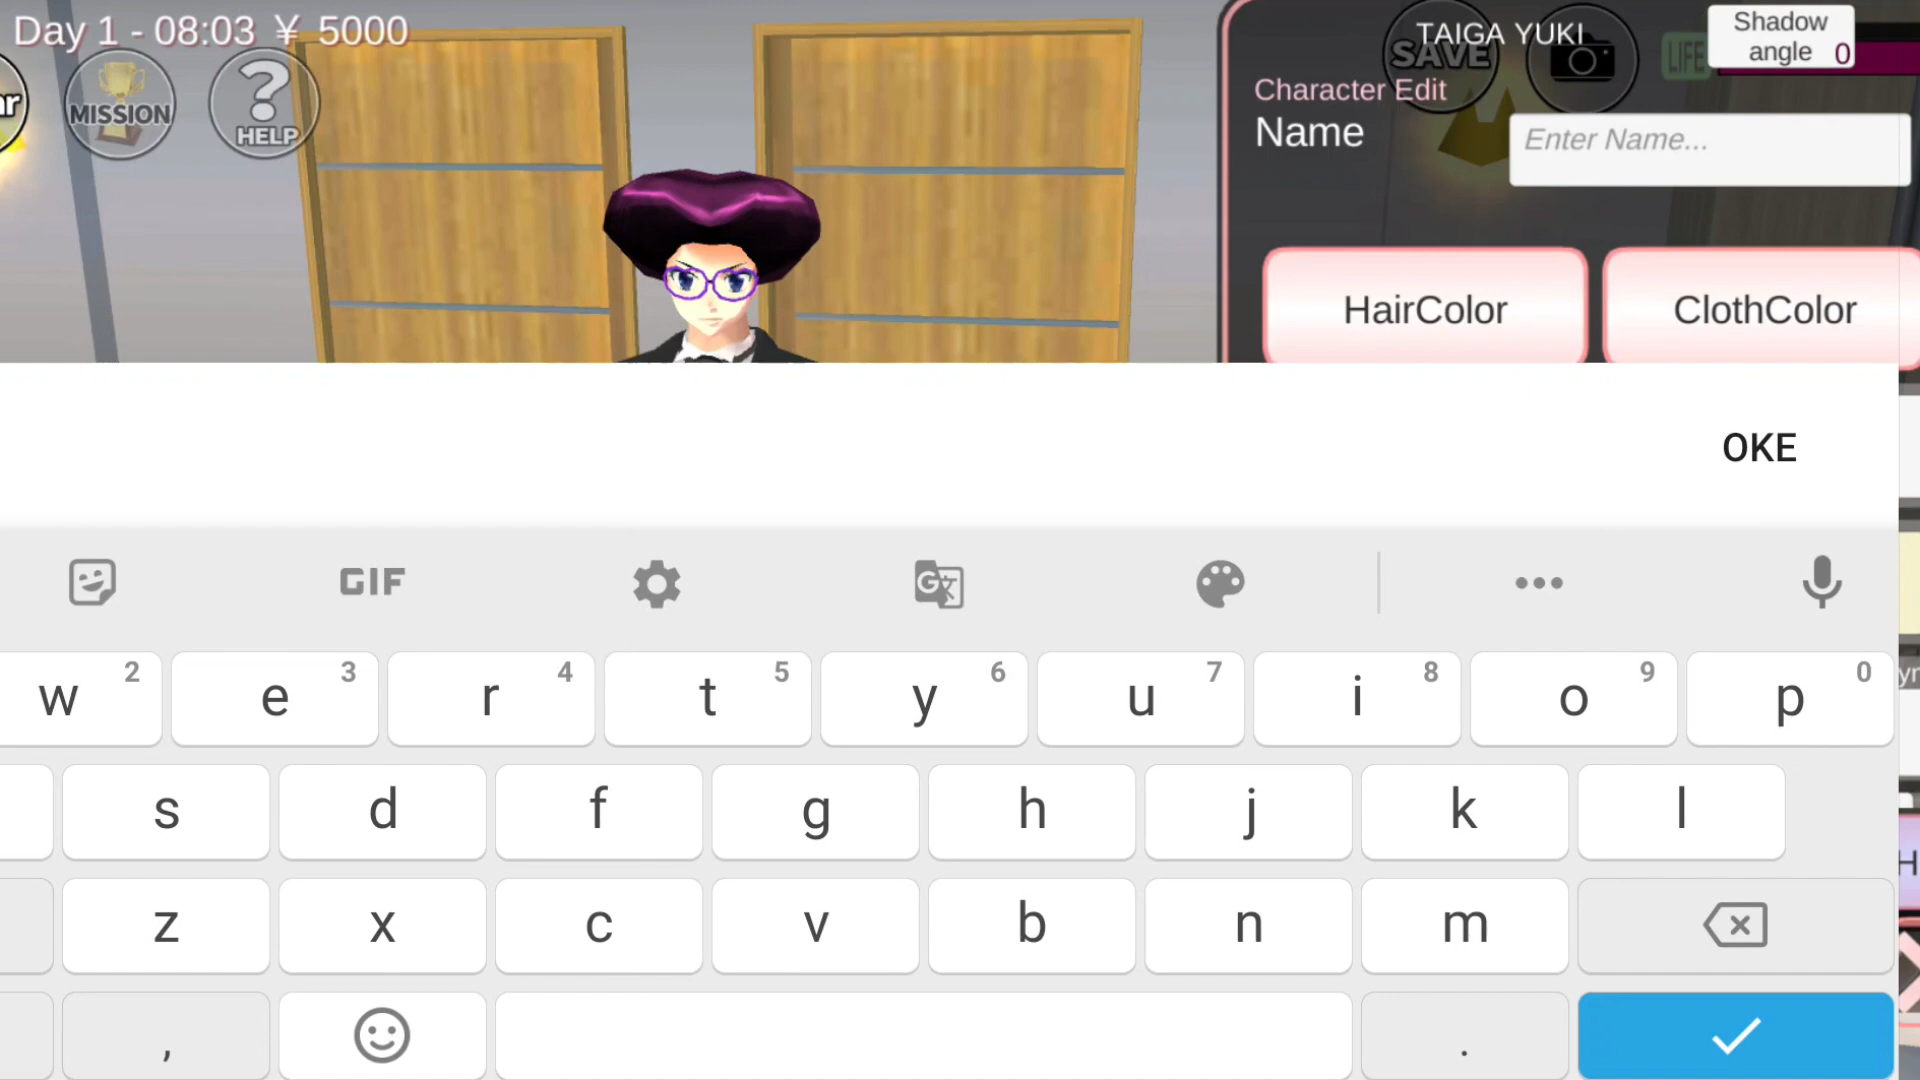 Day 1 - 08:03 ¥ 5000
TAIGA YUKI
Shadow
angle 0
SAVE
LIFE
ar
MISSION
HELP
Character Edit
Name
Enter Name...
HairColor
ClothColor
OKE
GIF
G
w 2 e 3 r 4 t 5 y 6 u 7 i 8 o 9 p 0
s d f g h j k l
z x c v b n m
, .